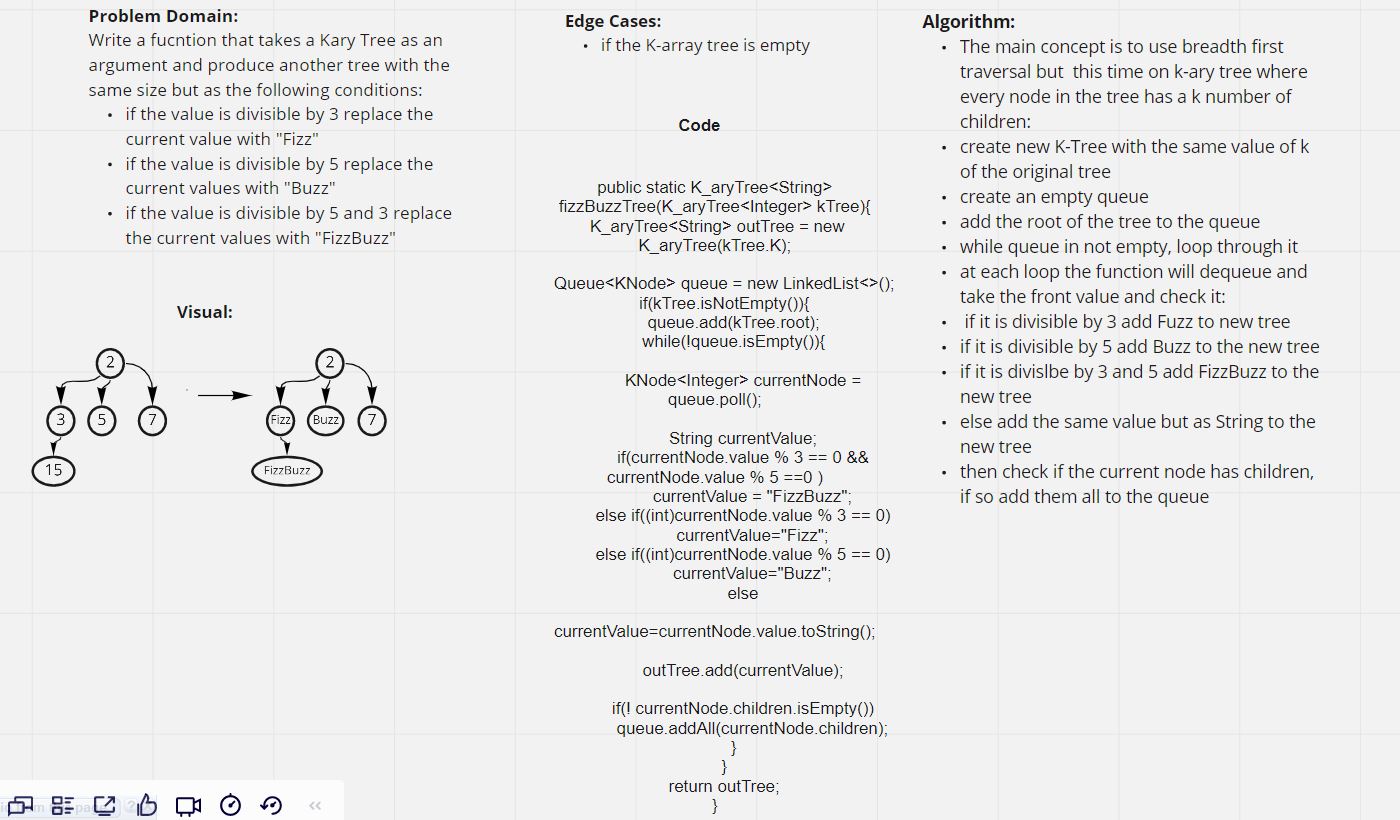 Problem Domain:
Write a fucntion that takes a Kary Tree as an
argument and produce another tree with the
same size but as the following conditions:
• if the value is divisible by 3 replace the
current value with "Fizz"
• if the value is divisible by 5 replace the
current values with "Buzz"
• if the value is divisible by 5 and 3 replace
the current values with "FizzBuzz"
Visual:
2
3 5 7
15
2
Fizz Buzz 7
FizzBuzz
Edge Cases:
• if the K-array tree is empty
Code
public static K_aryTree<String>
fizzBuzzTree(K_aryTree<Integer> kTree){
K_aryTree<String> outTree = new
K_aryTree(kTree.K);
Queue<KNode> queue = new LinkedList<>();
if(kTree.isNotEmpty()){
queue.add(kTree.root);
while(!queue.isEmpty()){
KNode<Integer> currentNode =
queue.poll();
String currentValue;
if(currentNode.value % 3 == 0 &&
currentNode.value % 5 ==0 )
currentValue = "FizzBuzz";
else if((int)currentNode.value % 3 == 0)
currentValue="Fizz";
else if((int)currentNode.value % 5 == 0)
currentValue="Buzz";
else
currentValue=currentNode.value.toString();
outTree.add(currentValue);
if(! currentNode.children.isEmpty())
queue.addAll(currentNode.children);
}
}
return outTree;
}
Algorithm:
• The main concept is to use breadth first
traversal but this time on k-ary tree where
every node in the tree has a k number of
children:
• create new K-Tree with the same value of k
of the original tree
• create an empty queue
• add the root of the tree to the queue
• while queue in not empty, loop through it
• at each loop the function will dequeue and
take the front value and check it:
• if it is divisible by 3 add Fuzz to new tree
• if it is divisible by 5 add Buzz to the new tree
• if it is divislbe by 3 and 5 add FizzBuzz to the
new tree
• else add the same value but as String to the
new tree
• then check if the current node has children,
if so add them all to the queue